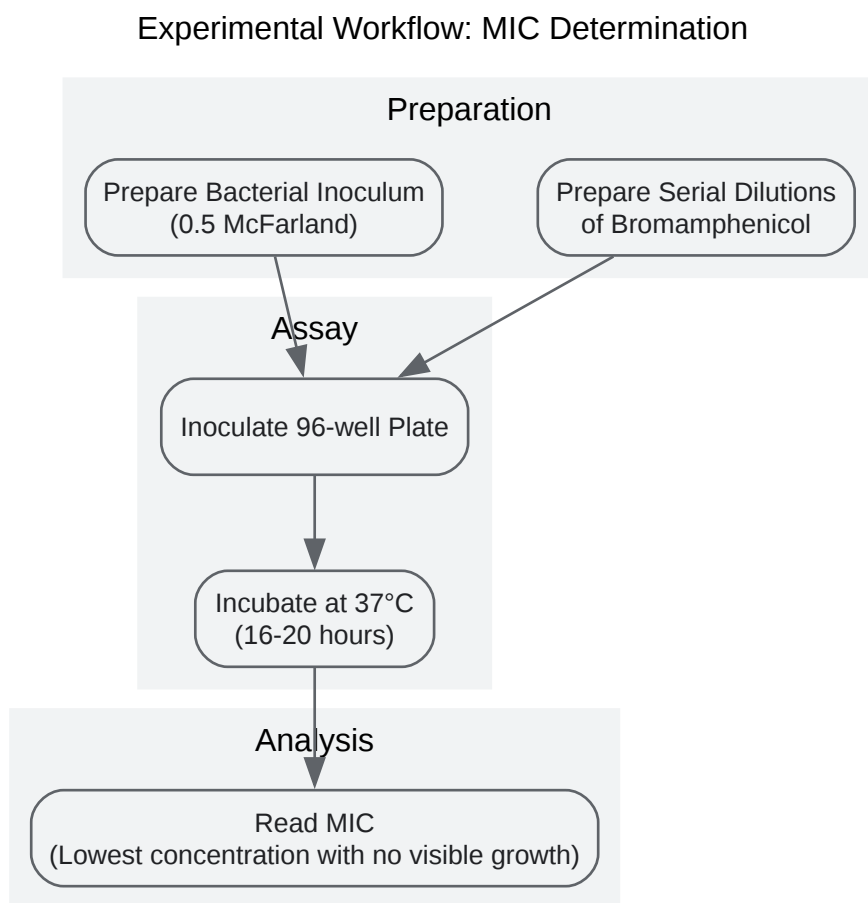 Experimental Workflow: MIC Determination
Preparation
Prepare Bacterial Inoculum
(0.5 McFarland)
Prepare Serial Dilutions
of Bromamphenicol
Assay
Inoculate 96-well Plate
Incubate at 37°C
(16-20 hours)
Analysis
Read MIC
(Lowest concentration with no visible growth)